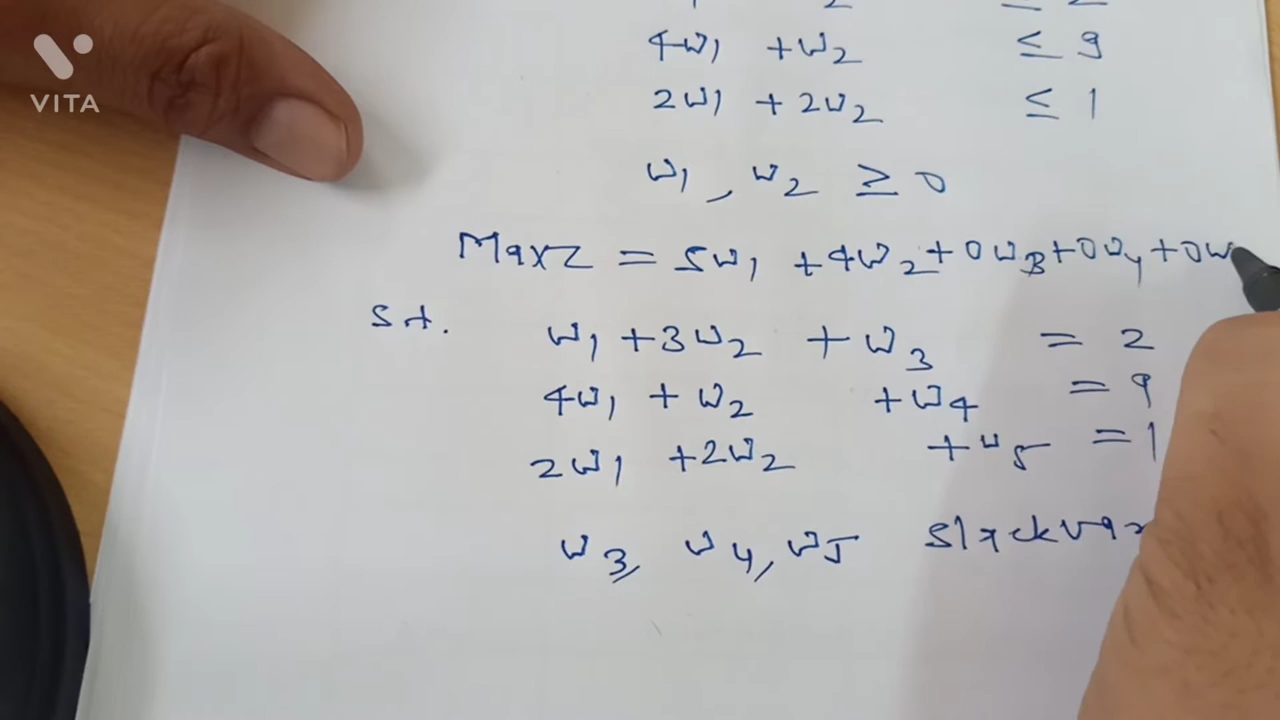 VITA
4w₁ + w₂ ≤ 9
2w₁ + 2w₂ ≤ 1
w₁, w₂ ≥ 0
Max Z = 5w₁ + 4w₂ + 0w3 + 0w4 + 0w
S.t. w₁ + 3w₂ + w₃ = 2
4w₁ + w₂ + w₄ = 9
2w₁ + 2w₂ + w₅ = 1
w₃, w₄, w₅ slack var